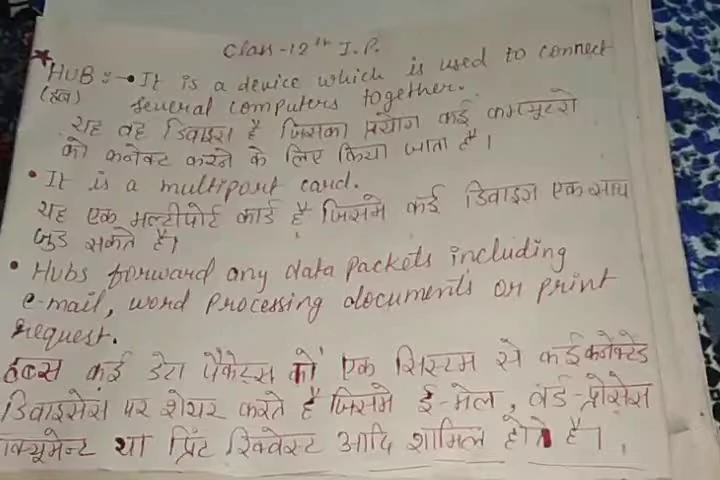 Class-12th I.P.
*HUB :- • It is a device which is used to connect
(हब) several computers together.
यह वह डिवाइस है जिसका प्रयोग कई कम्प्यूटरो
को कनेक्ट करने के लिए किया जाता है।
• It is a multiport card.
यह एक मल्टीपोर्ट कार्ड है जिसमे कई डिवाइस एक साथ
जुड सकते है।
• Hubs forward any data packets including
e-mail, word processing documents or print
request.
हब्स कई डेटा पैकेट्स को एक सिस्टम से कई कनेक्टेड
डिवाइसेस पर शेयर करते है जिसमे ई-मेल, वर्ड-प्रोसेस
क्यूमेन्ट या प्रिंट रिक्वेस्ट आदि शामिल होते है।